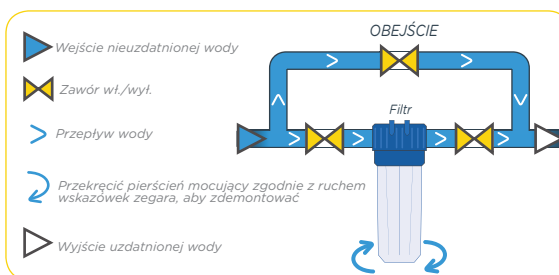 OBEJŚCIE
Wejście nieuzdatnionej wody
Zawór wł./wył.
Filtr
Przepływ wody
Przekręcić pierścień mocujący zgodnie z ruchem
wskazówek zegara, aby zdemontować
Wyjście uzdatnionej wody